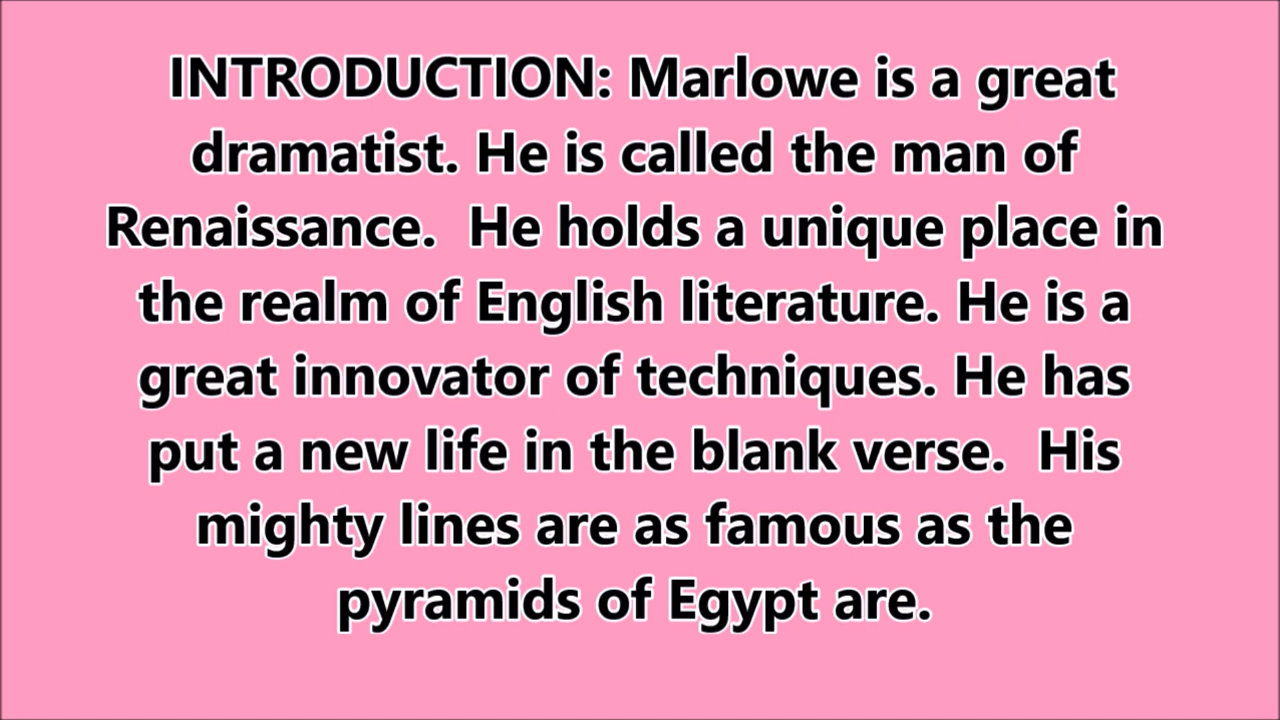 INTRODUCTION: Marlowe is a great
dramatist. He is called the man of
Renaissance.  He holds a unique place in
the realm of English literature. He is a
great innovator of techniques. He has
put a new life in the blank verse.  His
mighty lines are as famous as the
pyramids of Egypt are.